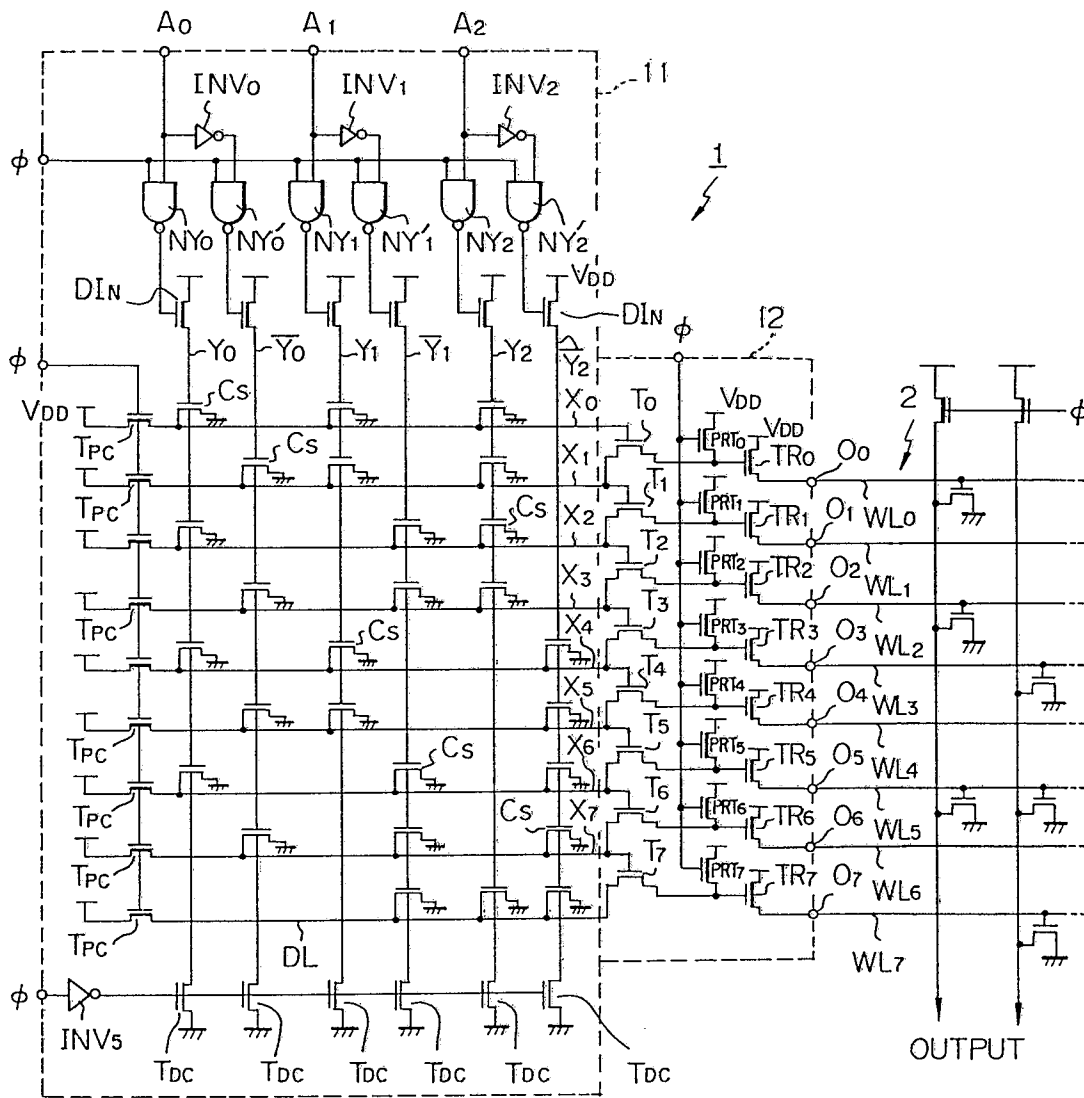 A0 A1 A2
INV0 INV1 INV2 11
φ 1
NY0 NY0' NY1 NY1' NY2 NY2'
DIN VDD DIN
φ Y0 Y0 Y1 Y1 Y2 Y2 φ 12
VDD TPC Cs X0 T0 VDD PRT0 VDD TR0 O0 2 φ
TPC Cs X1 T1 PRT1 TR1 O1 WL0
Cs X2 T2 PRT2 TR2 O2 WL1
TPC X3 T3 PRT3 TR3 O3 WL2
Cs X4 T4 PRT4 TR4 O4 WL3
TPC X5 T5 PRT5 TR5 O5 WL4
TPC Cs X6 T6 PRT6 TR6 O6 WL5
TPC Cs X7 T7 PRT7 TR7 O7 WL6
TPC DL WL7
φ INV5 OUTPUT
TDC TDC TDC TDC TDC TDC